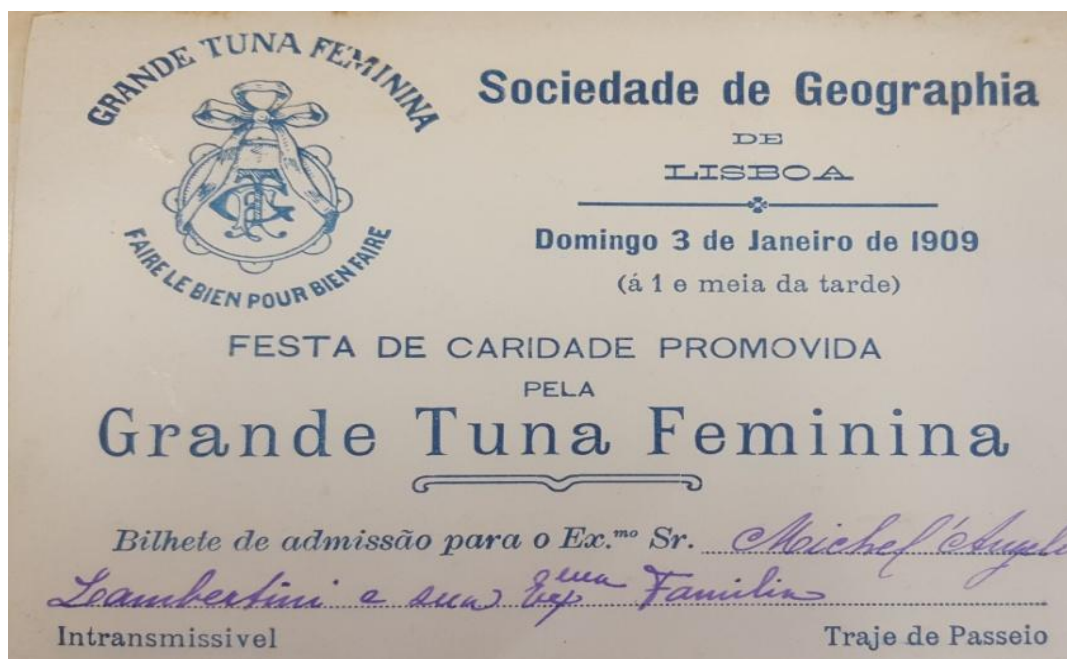 GRANDE TUNA FEMININA
FAIRE LE BIEN POUR BIEN FAIRE
Sociedade de Geographia
DE
LISBOA
Domingo 3 de Janeiro de 1909
(á 1 e meia da tarde)
FESTA DE CARIDADE PROMOVIDA
PELA
Grande Tuna Feminina
Bilhete de admissão para o Ex.mo Sr. Michel'Angelo
Lambertini e sua Exma Familia
Intransmissivel
Traje de Passeio